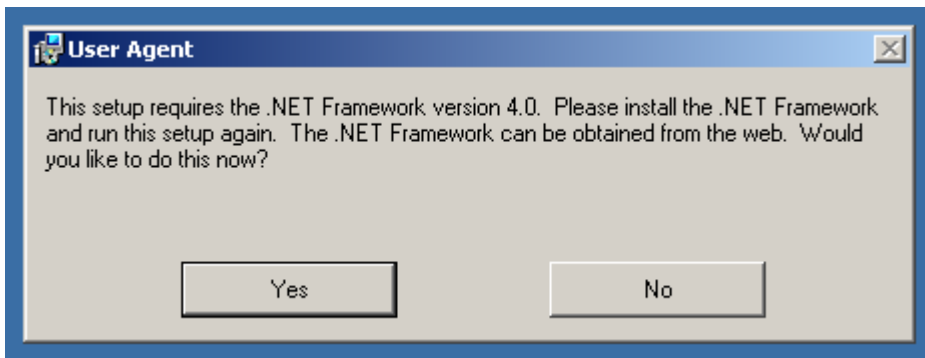 User Agent
This setup requires the .NET Framework version 4.0.  Please install the .NET Framework
and run this setup again.  The .NET Framework can be obtained from the web.  Would
you like to do this now?
Yes
No